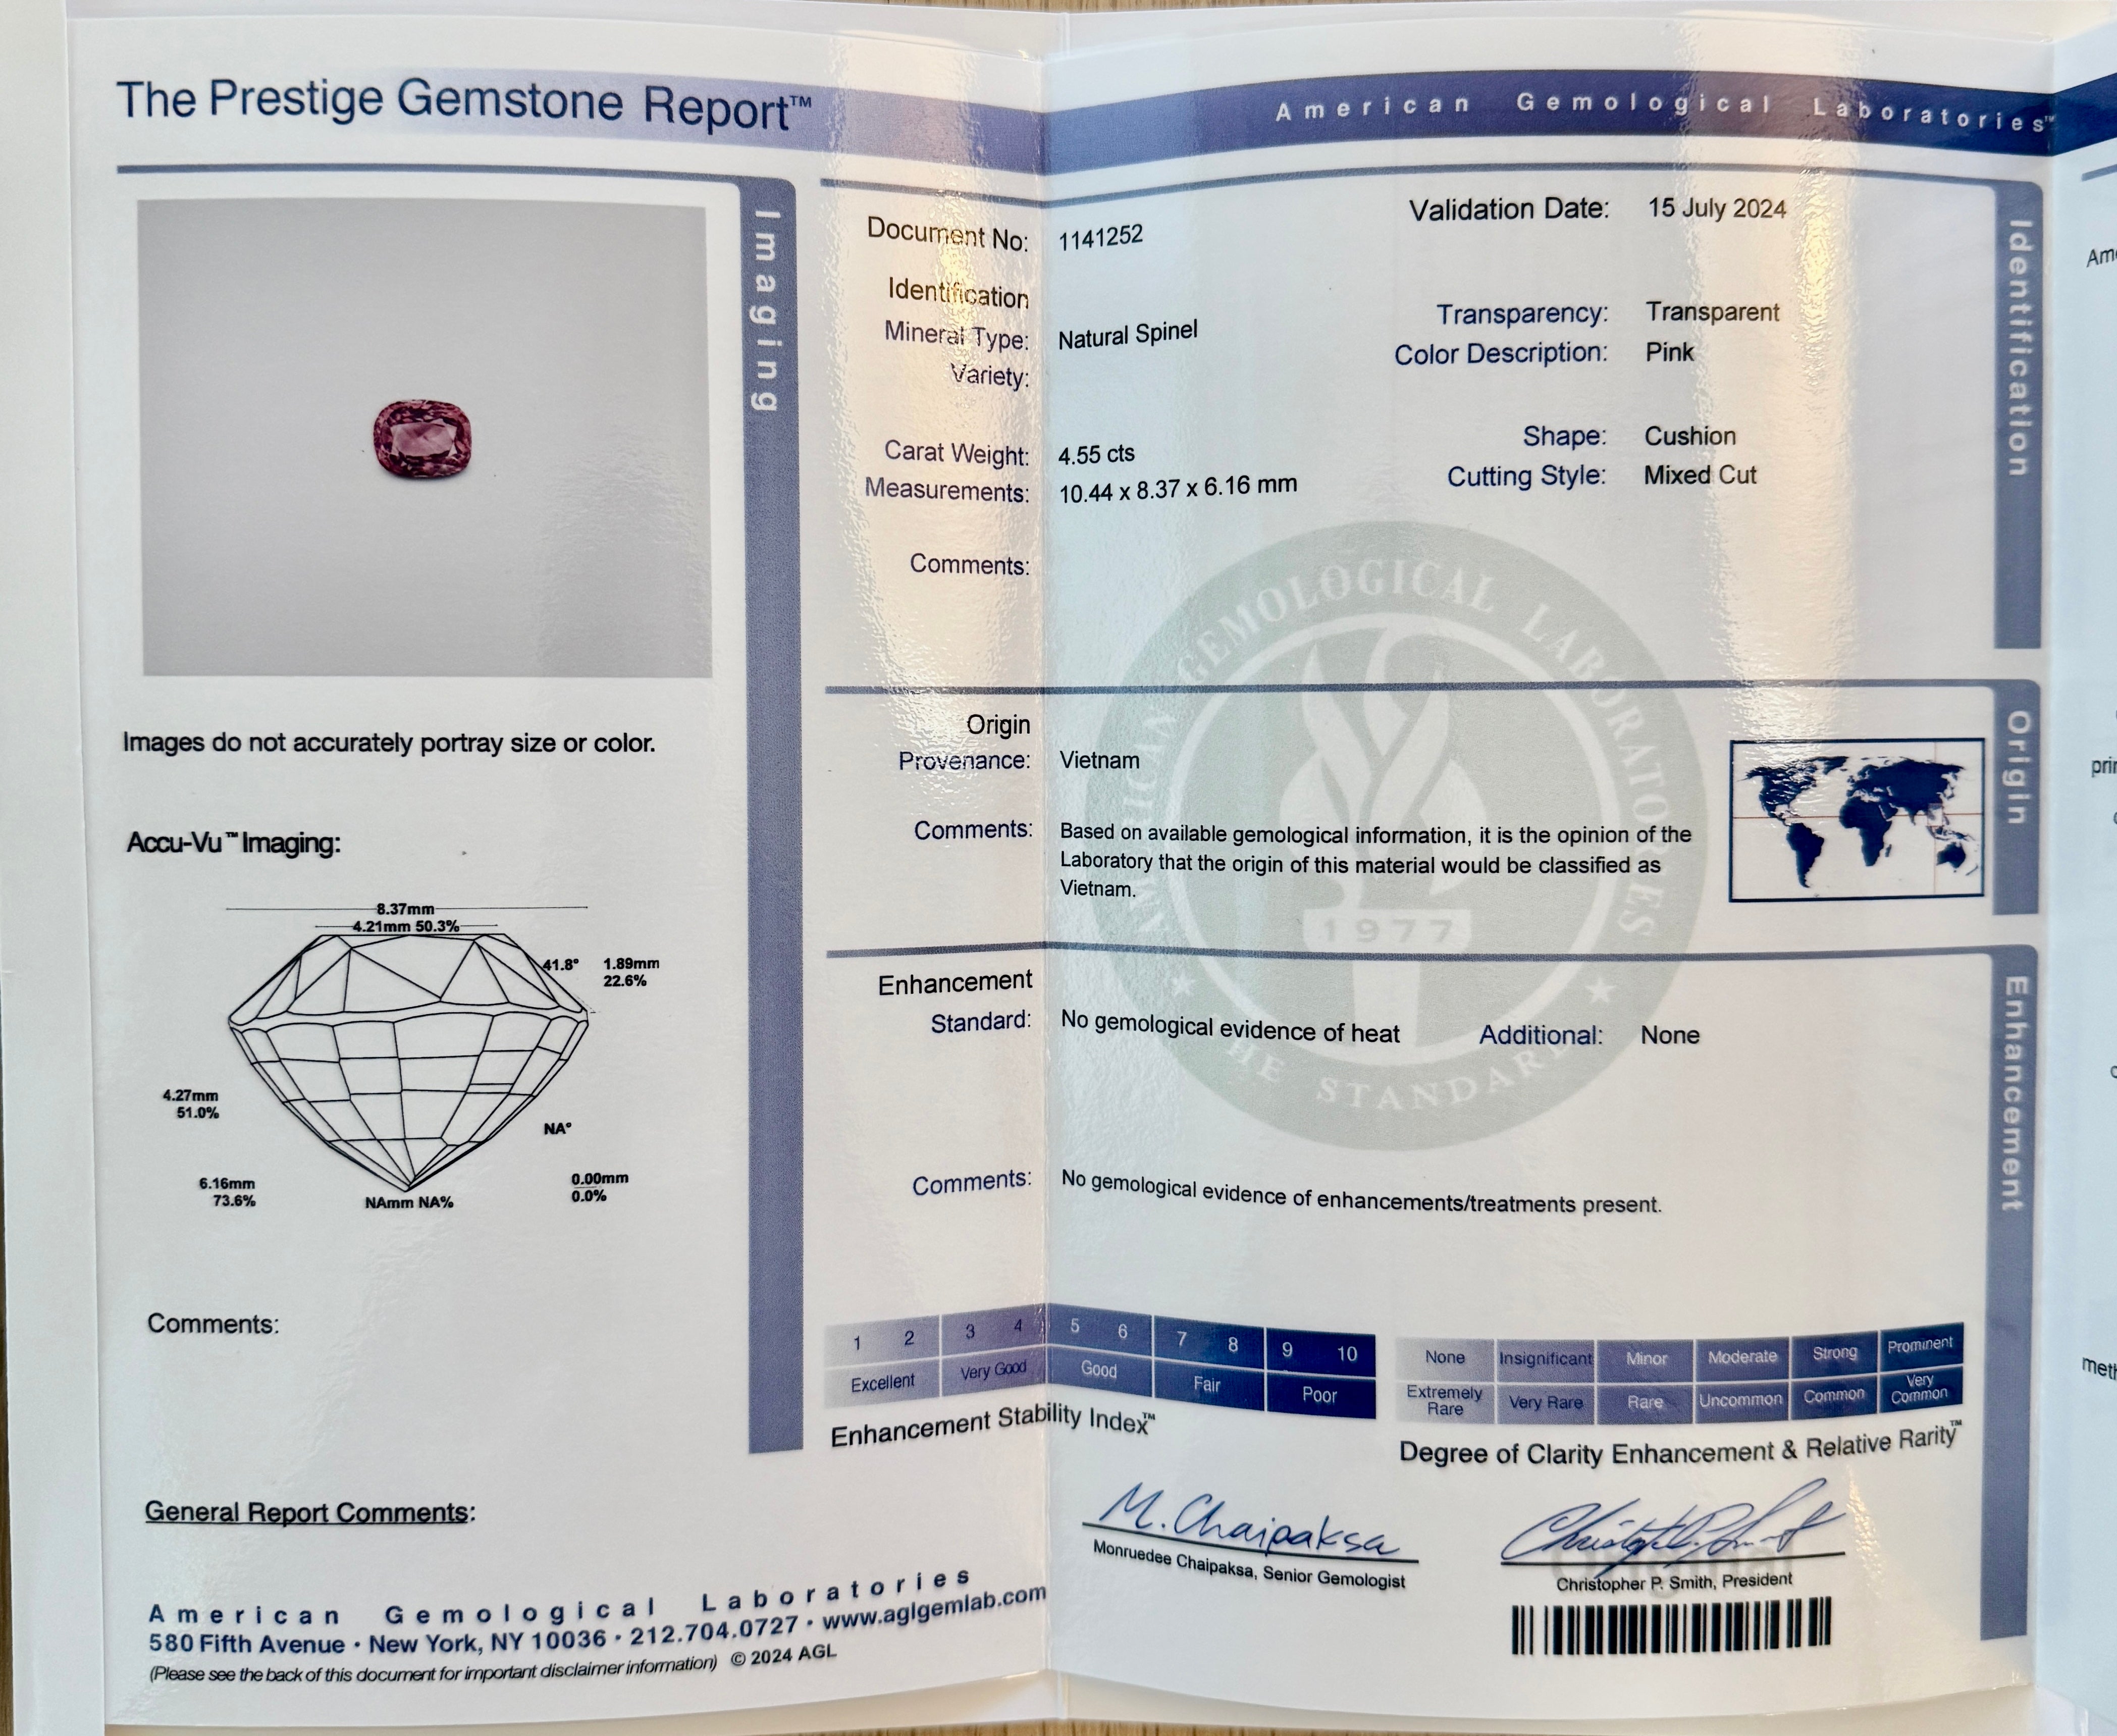 The Prestige Gemstone Report™
American Gemological Laboratories™
Imaging
Images do not accurately portray size or color.
Accu-Vu™ Imaging:
8.37mm
4.21mm 50.3%
41.8°
1.89mm
22.6%
4.27mm
51.0%
NA°
6.16mm
73.6%
NAmm NA%
0.00mm
0.0%
Comments:
General Report Comments:
American Gemological Laboratories
580 Fifth Avenue • New York, NY 10036 • 212.704.0727 • www.aglgemlab.com
(Please see the back of this document for important disclaimer information) © 2024 AGL
Document No: 1141252
Validation Date: 15 July 2024
Identification
Mineral Type: Natural Spinel
Variety:
Transparency: Transparent
Color Description: Pink
Carat Weight: 4.55 cts
Measurements: 10.44 x 8.37 x 6.16 mm
Shape: Cushion
Cutting Style: Mixed Cut
Comments:
Identification
AMERICAN GEMOLOGICAL LABORATORIES
1977
THE STANDARD
Origin
Provenance: Vietnam
Comments: Based on available gemological information, it is the opinion of the
Laboratory that the origin of this material would be classified as
Vietnam.
Origin
Enhancement
Standard: No gemological evidence of heat
Additional: None
Comments: No gemological evidence of enhancements/treatments present.
Enhancement
1 2 3 4 5 6 7 8 9 10
Excellent Very Good Good Fair Poor
Enhancement Stability Index™
None Insignificant Minor Moderate Strong Prominent
Extremely Rare Very Rare Rare Uncommon Common Very Common
Degree of Clarity Enhancement & Relative Rarity™
M. Chaipaksa
Monruedee Chaipaksa, Senior Gemologist
Christopher P. Smith, President